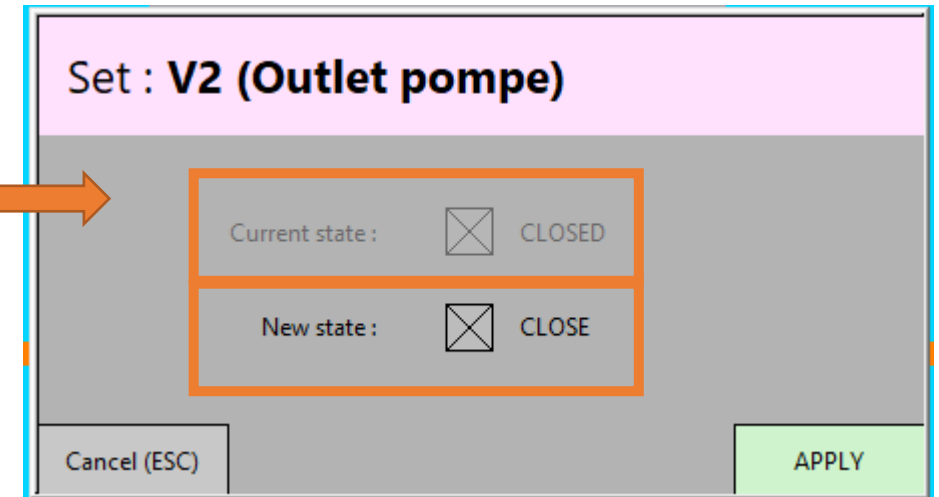 Set : V2 (Outlet pompe)
Current state : CLOSED
New state : CLOSE
Cancel (ESC)
APPLY